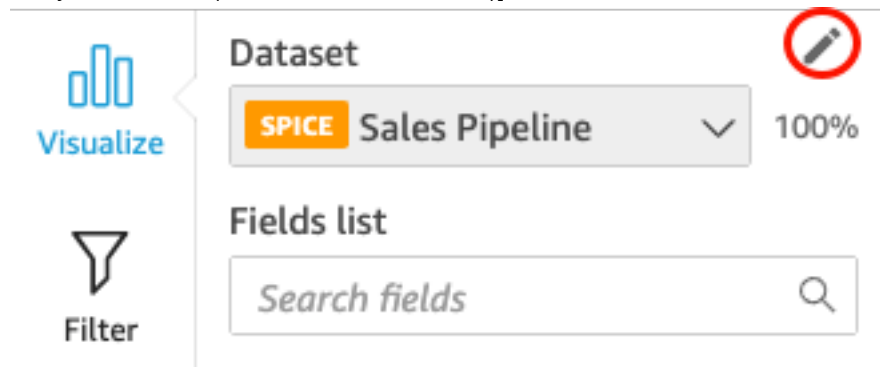 Dataset
SPICE Sales Pipeline 100%
Visualize
Fields list
Search fields
Filter